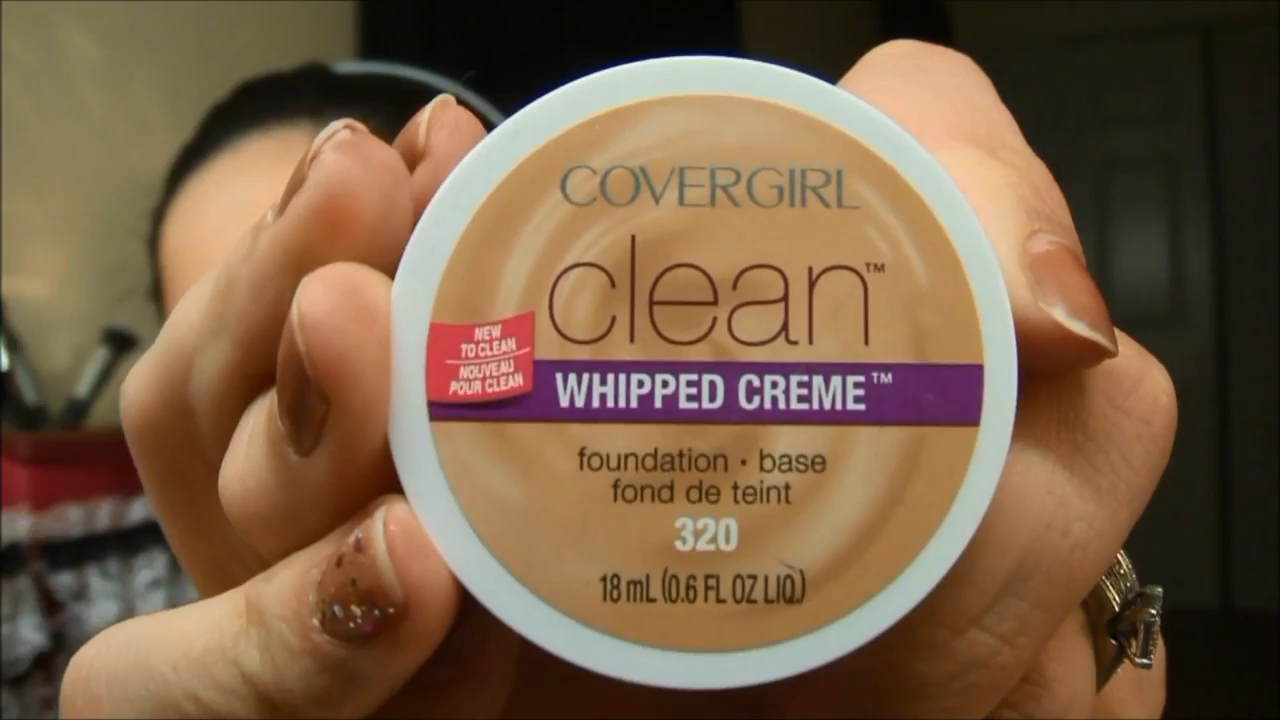 COVERGIRL
clean™
NEW
TO CLEAN
NOUVEAU
POUR CLEAN
WHIPPED CREME™
foundation • base
fond de teint
320
18 mL (0.6 FL OZ LIQ.)